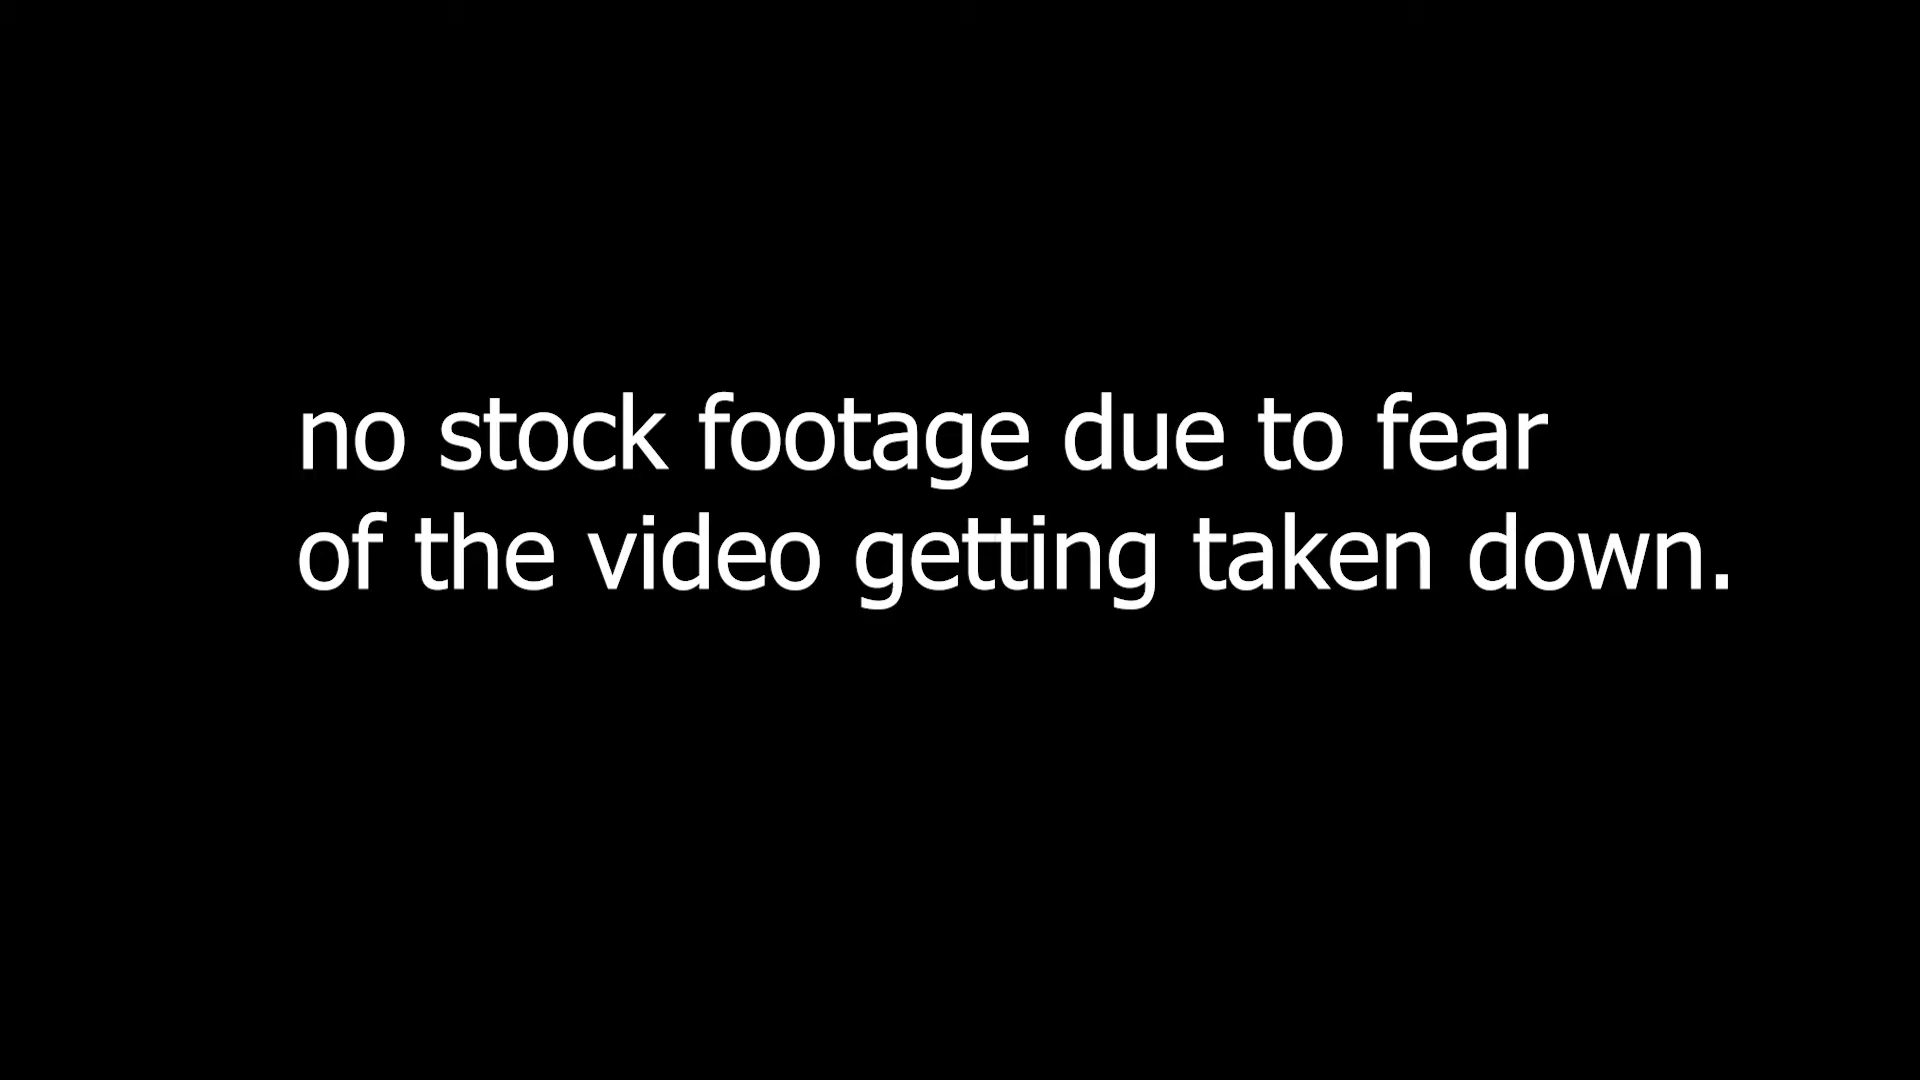 no stock footage due to fear
of the video getting taken down.